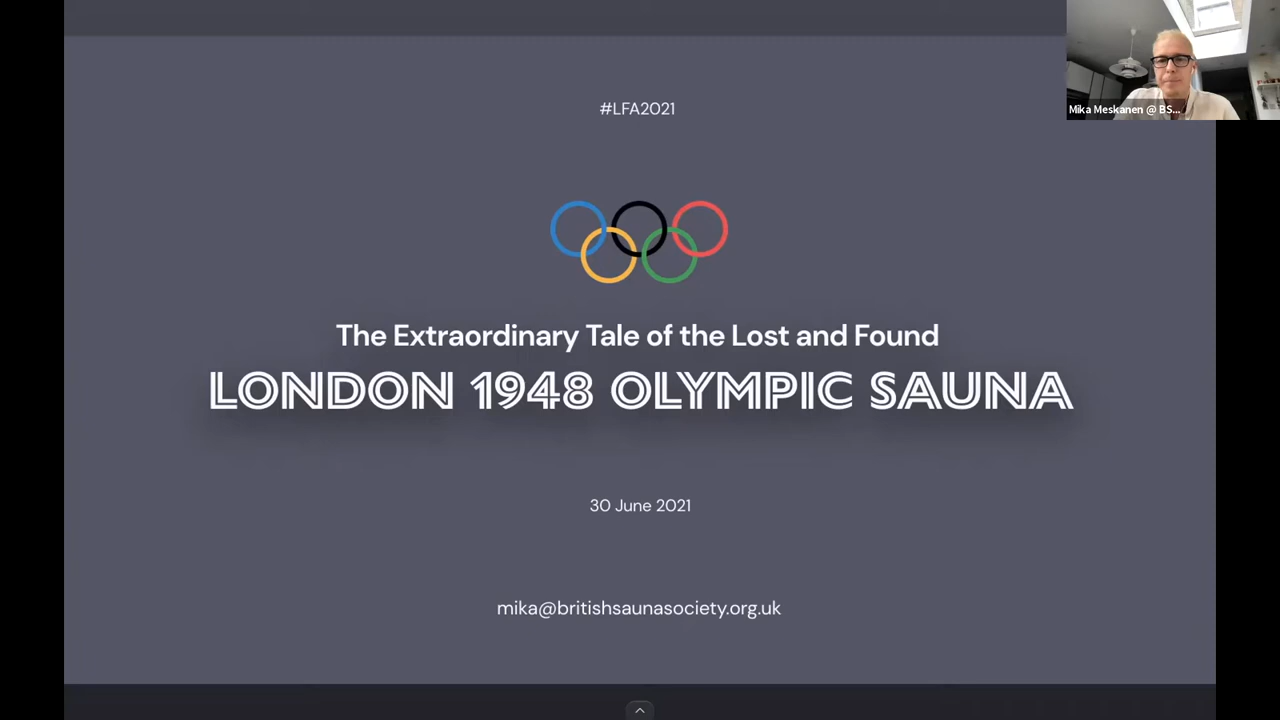 #LFA2021
Mika Meskanen @ BS...
The Extraordinary Tale of the Lost and Found
LONDON 1948 OLYMPIC SAUNA
30 June 2021
mika@britishsaunasociety.org.uk